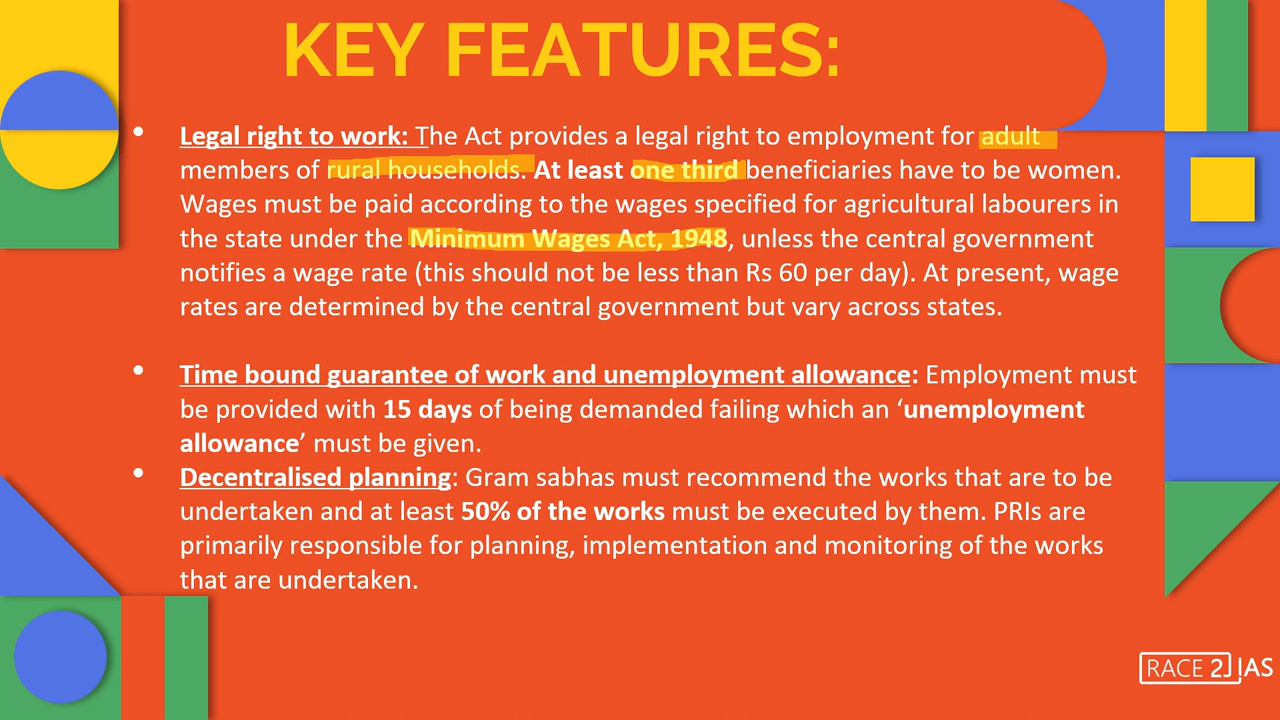 KEY FEATURES:
• Legal right to work: The Act provides a legal right to employment for adult
members of rural households. At least one third beneficiaries have to be women.
Wages must be paid according to the wages specified for agricultural labourers in
the state under the Minimum Wages Act, 1948, unless the central government
notifies a wage rate (this should not be less than Rs 60 per day). At present, wage
rates are determined by the central government but vary across states.
• Time bound guarantee of work and unemployment allowance: Employment must
be provided with 15 days of being demanded failing which an ‘unemployment
allowance’ must be given.
• Decentralised planning: Gram sabhas must recommend the works that are to be
undertaken and at least 50% of the works must be executed by them. PRIs are
primarily responsible for planning, implementation and monitoring of the works
that are undertaken.
RACE 2 IAS